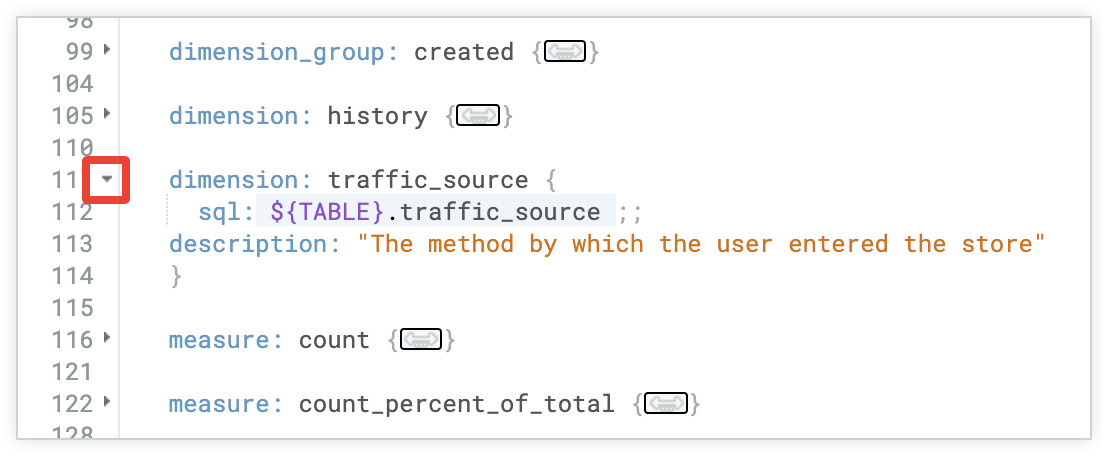 98
99 dimension_group: created {}
104
105 dimension: history {}
110
11 dimension: traffic_source {
112 sql: ${TABLE}.traffic_source ;;
113 description: "The method by which the user entered the store"
114 }
115
116 measure: count {}
121
122 measure: count_percent_of_total {}
128